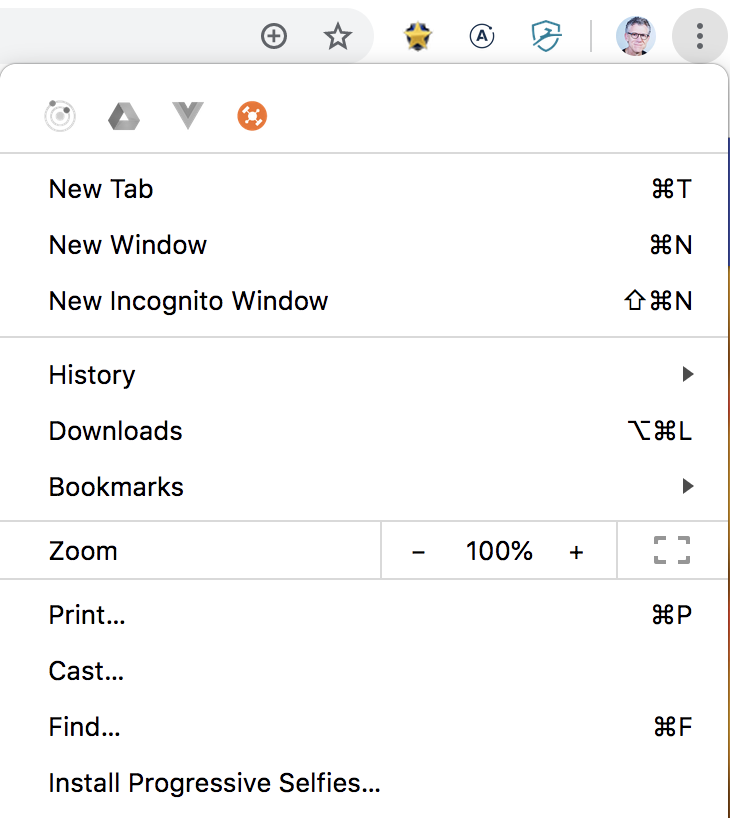 A
New Tab ⌘T
New Window ⌘N
New Incognito Window ⇧⌘N
History
Downloads ⌥⌘L
Bookmarks
Zoom − 100% +
Print... ⌘P
Cast...
Find... ⌘F
Install Progressive Selfies...